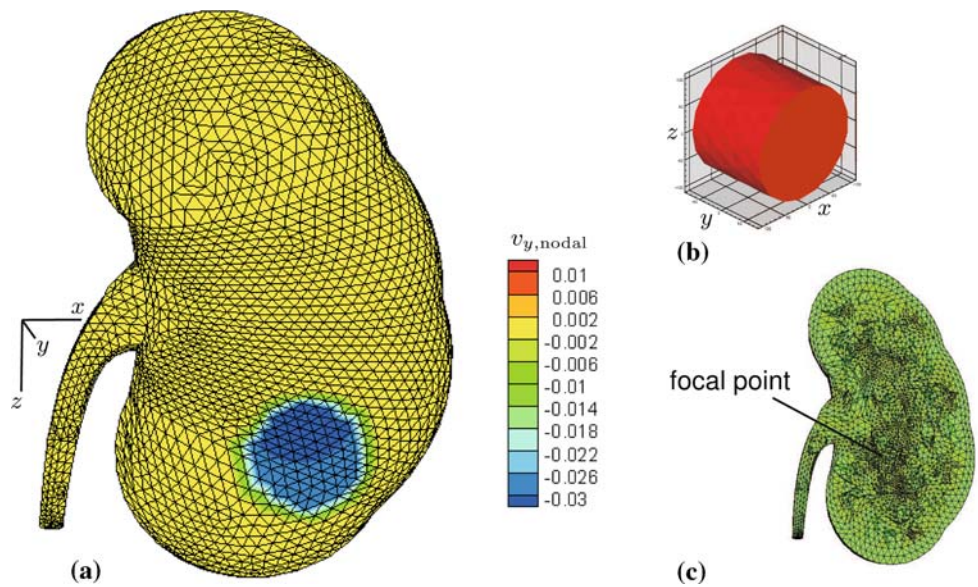 v_{y,nodal}
0.01
0.006
0.002
-0.002
-0.006
-0.01
-0.014
-0.018
-0.022
-0.026
-0.03
x
y
z
(a)
z
y
x
(b)
focal point
(c)